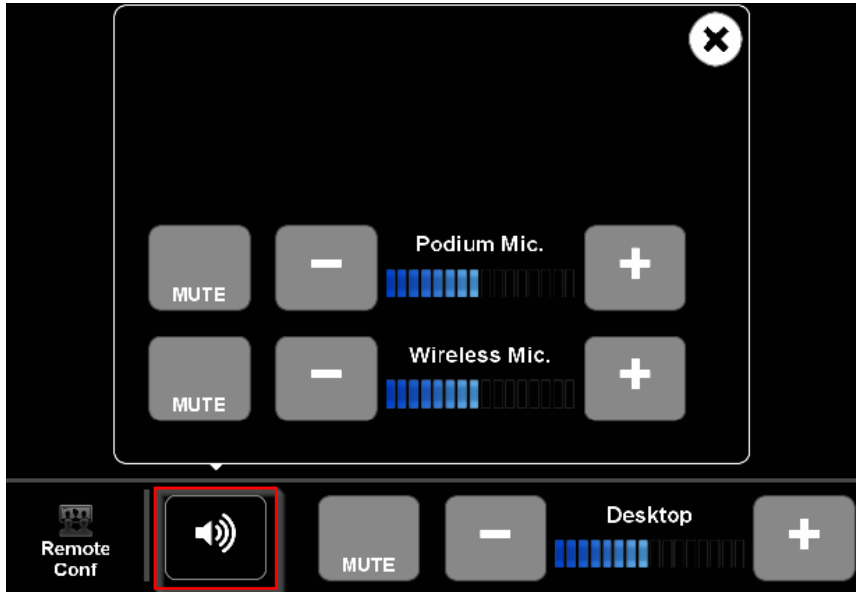 Podium Mic.
MUTE
Wireless Mic.
MUTE
Remote
Conf
MUTE
Desktop